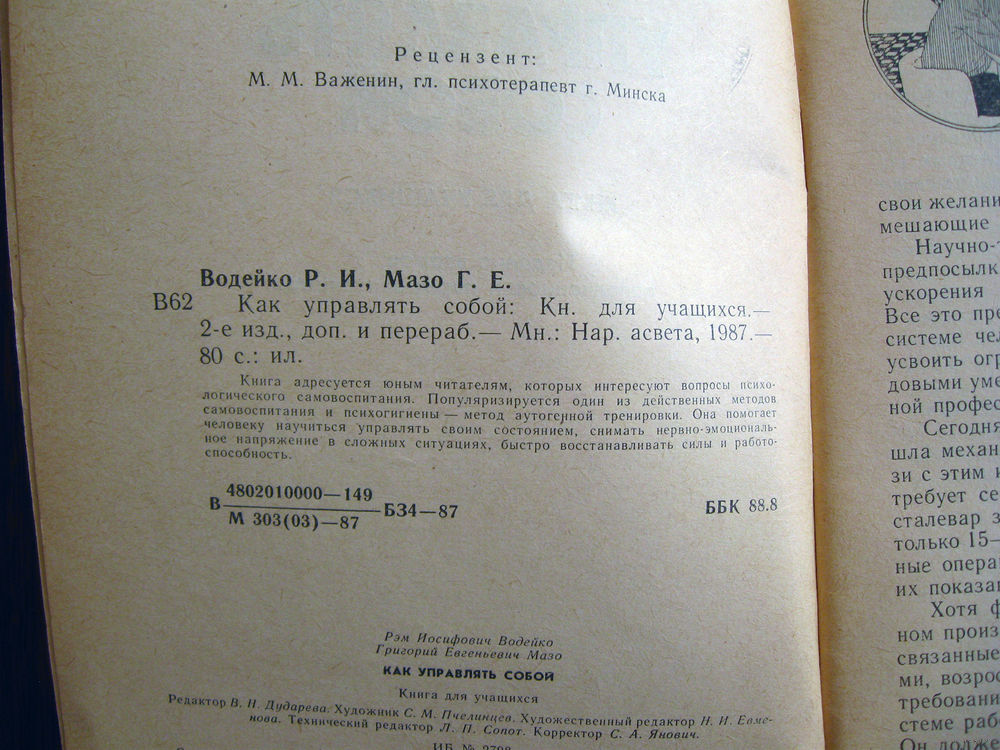 Рецензент:
М. М. Важенин, гл. психотерапевт г. Минска
Водейко Р. И., Мазо Г. Е.
В62 Как управлять собой: Кн. для учащихся.—
2-е изд., доп. и перераб.— Мн.: Нар. асвета, 1987.—
80 с.: ил.
Книга адресуется юным читателям, которых интересуют вопросы психо-
логического самовоспитания. Популяризируется один из действенных методов
самовоспитания и психогигиены — метод аутогенной тренировки. Она помогает
человеку научиться управлять своим состоянием, снимать нервно-эмоциональ-
ное напряжение в сложных ситуациях, быстро восстанавливать силы и работо-
способность.
4802010000—149
В БЗ4—87 ББК 88.8
М 303(03)—87
Рэм Иосифович Водейко
Григорий Евгеньевич Мазо
КАК УПРАВЛЯТЬ СОБОЙ
Книга для учащихся
Редактор В. Н. Дударева. Художник С. М. Пчелинцев. Художественный редактор Н. И. Евме-
нова. Технический редактор Л. П. Сопот. Корректор С. А. Янович.
ИБ №
свои желани
мешающие
Научно-т
предпосылк
ускорения
Все это пре
системе чел
усвоить огр
довыми уме
ной професс
Сегодня
шла механ
зи с этим и
требует се
сталевар з
только 15—
ные опера
их показан
Хотя ф
ном произ
связанные
ми, возрос
требовани
стеме раб
Он долже